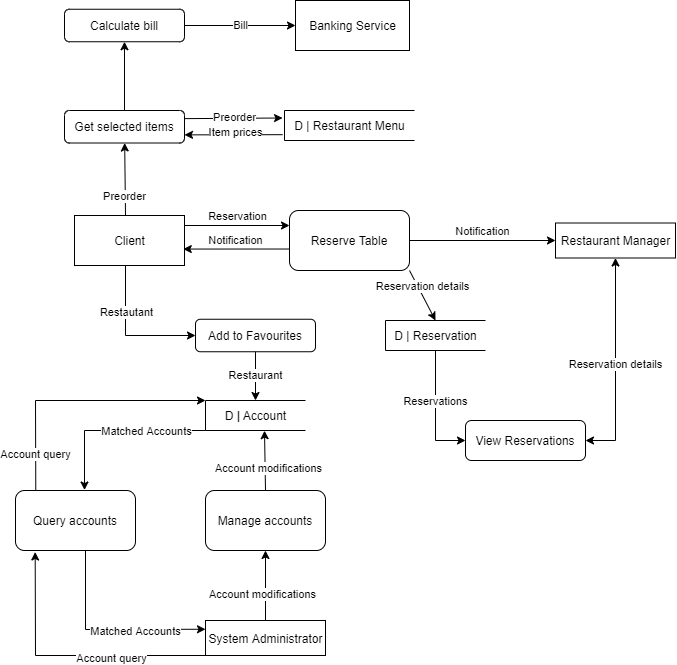 Calculate bill
Bill
Banking Service
Get selected items
Preorder
Item prices
D | Restaurant Menu
Preorder
Client
Reservation
Notification
Reserve Table
Notification
Restaurant Manager
Reservation details
Restautant
Add to Favourites
D | Reservation
Reservation details
Restaurant
Reservations
D | Account
Matched Accounts
Account query
Account modifications
View Reservations
Query accounts
Manage accounts
Account modifications
Matched Accounts
System Administrator
Account query